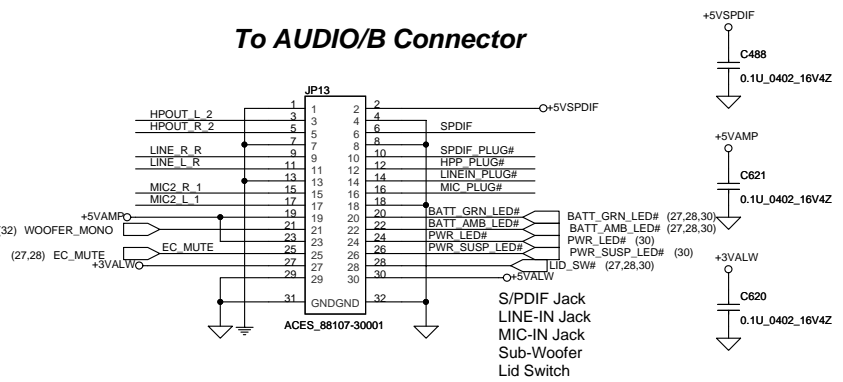 To AUDIO/B Connector
+5VSPDIF
C488
0.1U_0402_16V4Z
JP13
1 1 2 2 +5VSPDIF
HPOUT_L_2 3 3 4 4
HPOUT_R_2 5 5 6 6 SPDIF
7 7 8 8
LINE_R_R 9 9 10 10 SPDIF_PLUG#
LINE_L_R 11 11 12 12 HPP_PLUG#
13 13 14 14 LINEIN_PLUG#
MIC2_R_1 15 15 16 16 MIC_PLUG#
MIC2_L_1 17 17 18 18
+5VAMP 19 19 20 20 BATT_GRN_LED# BATT_GRN_LED# (27,28,30)
(32) WOOFER_MONO 21 21 22 22 BATT_AMB_LED# BATT_AMB_LED# (27,28,30)
23 23 24 24 PWR_LED# PWR_LED# (30)
(27,28) EC_MUTE EC_MUTE 25 25 26 26 PWR_SUSP_LED# PWR_SUSP_LED# (30)
+3VALW 27 27 28 28 LID_SW# (27,28,30)
29 29 30 30 +5VALW
31 GNDGND 32
ACES_88107-30001
+5VAMP
C621
0.1U_0402_16V4Z
+3VALW
C620
0.1U_0402_16V4Z
S/PDIF Jack
LINE-IN Jack
MIC-IN Jack
Sub-Woofer
Lid Switch